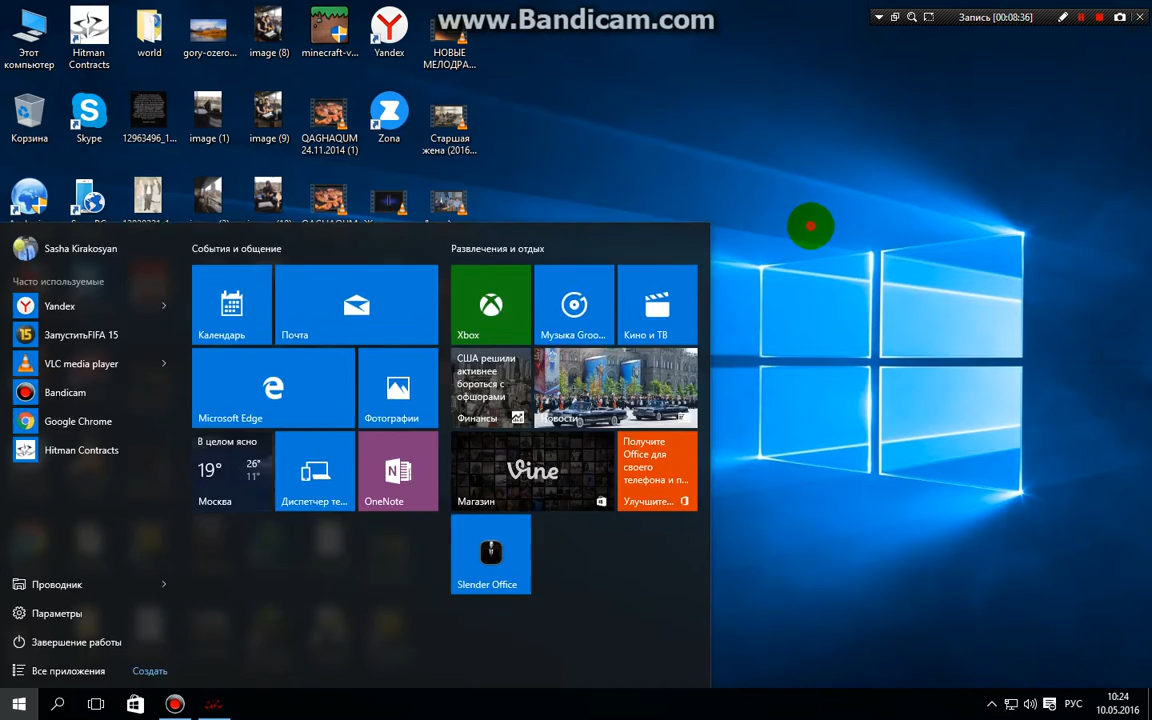 www.Bandicam.com
Запись [00:08:36]
Этот
компьютер
Hitman
Contracts
world
gory-ozero...
image (8)
minecraft-v...
Yandex
НОВЫЕ
МЕЛОДРА...
Корзина
Skype
12963496_1...
image (1)
image (9)
QAGHAQUM
24.11.2014 (1)
Zona
Старшая
жена (2016...
Sasha Kirakosyan
Часто используемые
Yandex
ЗапуститьFIFA 15
VLC media player
Bandicam
Google Chrome
Hitman Contracts
Проводник
Параметры
Завершение работы
Все приложения
Создать
События и общение
Календарь
Почта
Microsoft Edge
Фотографии
В целом ясно
19°
26°
11°
Москва
Диспетчер те...
OneNote
Развлечения и отдых
Xbox
Музыка Groo...
Кино и ТВ
США решили
активнее
бороться с
офшорами
Финансы
Новости
Vine
Магазин
Получите
Office для
своего
телефона и п...
Улучшите...
Slender Office
РУС
10:24
10.05.2016